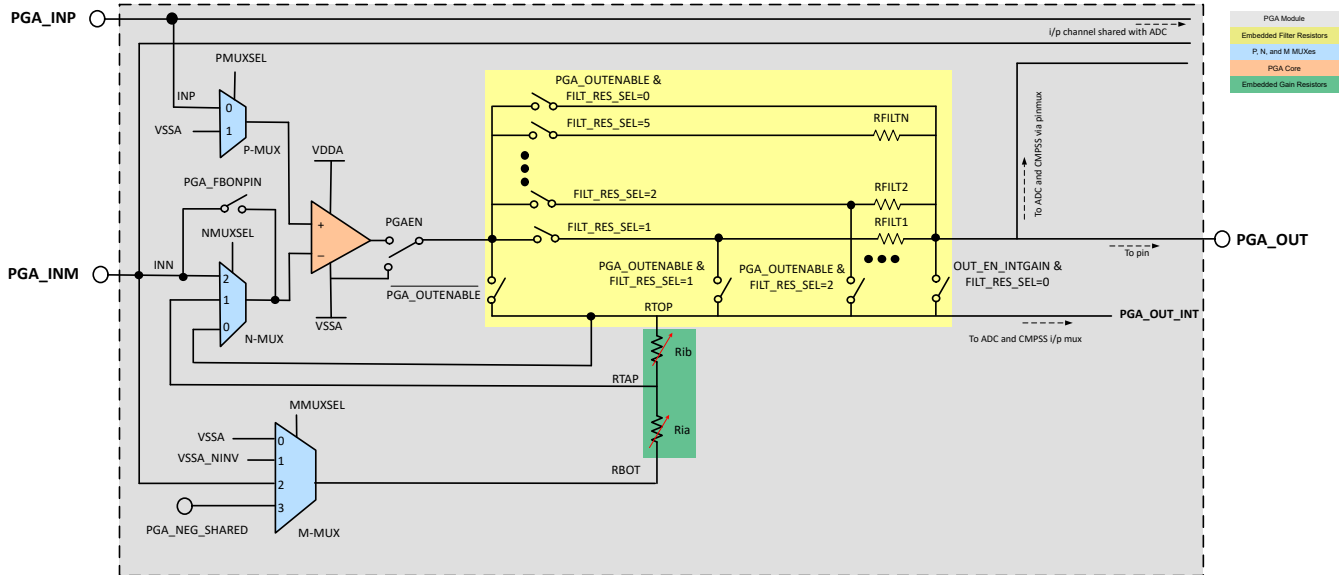 PGA_INP
i/p channel shared with ADC
PGA Module
Embedded Filter Resistors
P, N, and M MUXes
PGA Core
Embedded Gain Resistors
PMUXSEL
INP
0
1
VSSA
P-MUX
VDDA
PGA_FBONPIN
NMUXSEL
INN
PGA_INM
2
1
0
N-MUX
+
−
VSSA
PGAEN
PGA_OUTENABLE
PGA_OUTENABLE &
FILT_RES_SEL=0
FILT_RES_SEL=5
RFILTN
FILT_RES_SEL=2
RFILT2
FILT_RES_SEL=1
RFILT1
PGA_OUTENABLE &
FILT_RES_SEL=1
PGA_OUTENABLE &
FILT_RES_SEL=2
OUT_EN_INTGAIN &
FILT_RES_SEL=0
To ADC and CMPSS via pinmux
To pin
PGA_OUT
RTOP
PGA_OUT_INT
To ADC and CMPSS i/p mux
Rib
RTAP
Ria
RBOT
MMUXSEL
VSSA
0
VSSA_NINV
1
2
3
PGA_NEG_SHARED
M-MUX